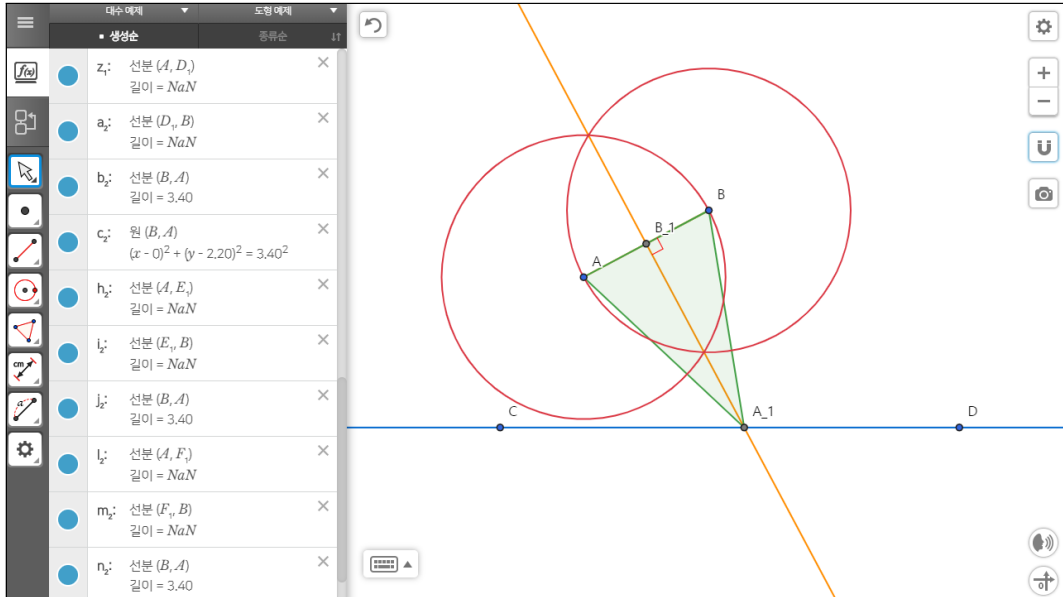 대수 예제 ▼ 도형 예제 ▼
▪ 생성순 종류순 ↓↑
f(x)
z₁: 선분 (A, D₁)
길이 = NaN
a₂: 선분 (D₁, B)
길이 = NaN
b₂: 선분 (B, A)
길이 = 3.40
c₂: 원 (B, A)
(x - 0)² + (y - 2.20)² = 3.40²
h₂: 선분 (A, E₁)
길이 = NaN
i₂: 선분 (E₁, B)
길이 = NaN
j₂: 선분 (B, A)
길이 = 3.40
l₂: 선분 (A, F₁)
길이 = NaN
m₂: 선분 (F₁, B)
길이 = NaN
n₂: 선분 (B, A)
길이 = 3.40
cm
α
B
B_1
A
C
A_1
D
0